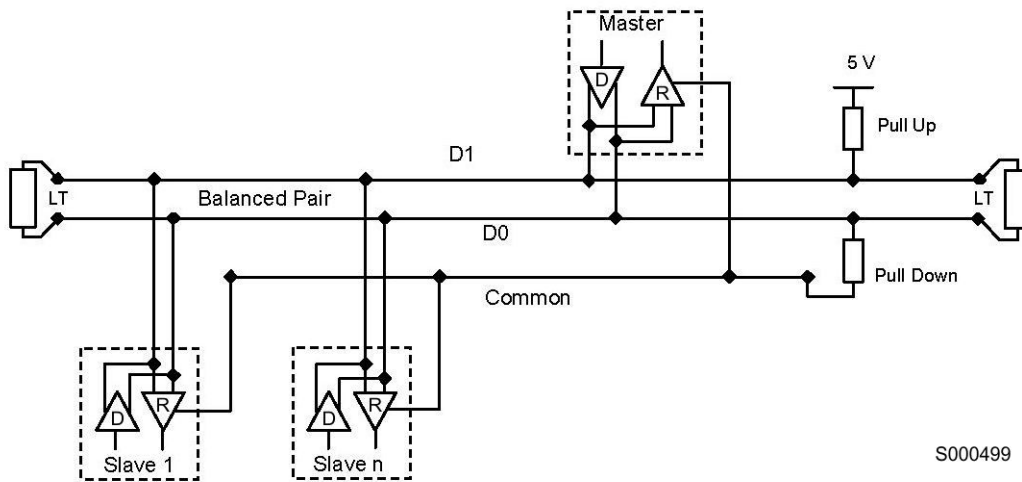 Master
5 V
D
R
Pull Up
D1
LT
Balanced Pair
LT
D0
Pull Down
Common
D
R
D
R
Slave 1
Slave n
S000499